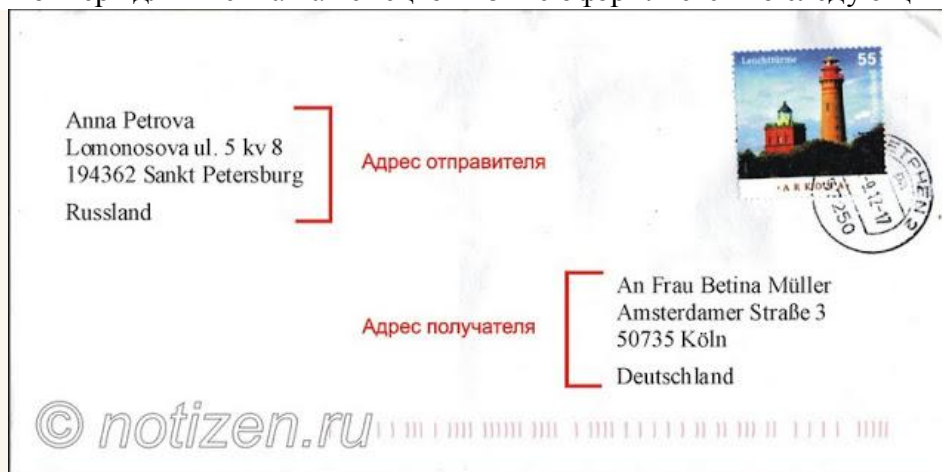 Leuchttürme 55
Anna Petrova
Lomonosova ul. 5 kv 8
194362 Sankt Petersburg
Russland
Адрес отправителя
An Frau Betina Müller
Amsterdamer Straße 3
50735 Köln
Deutschland
Адрес получателя
© notizen.ru